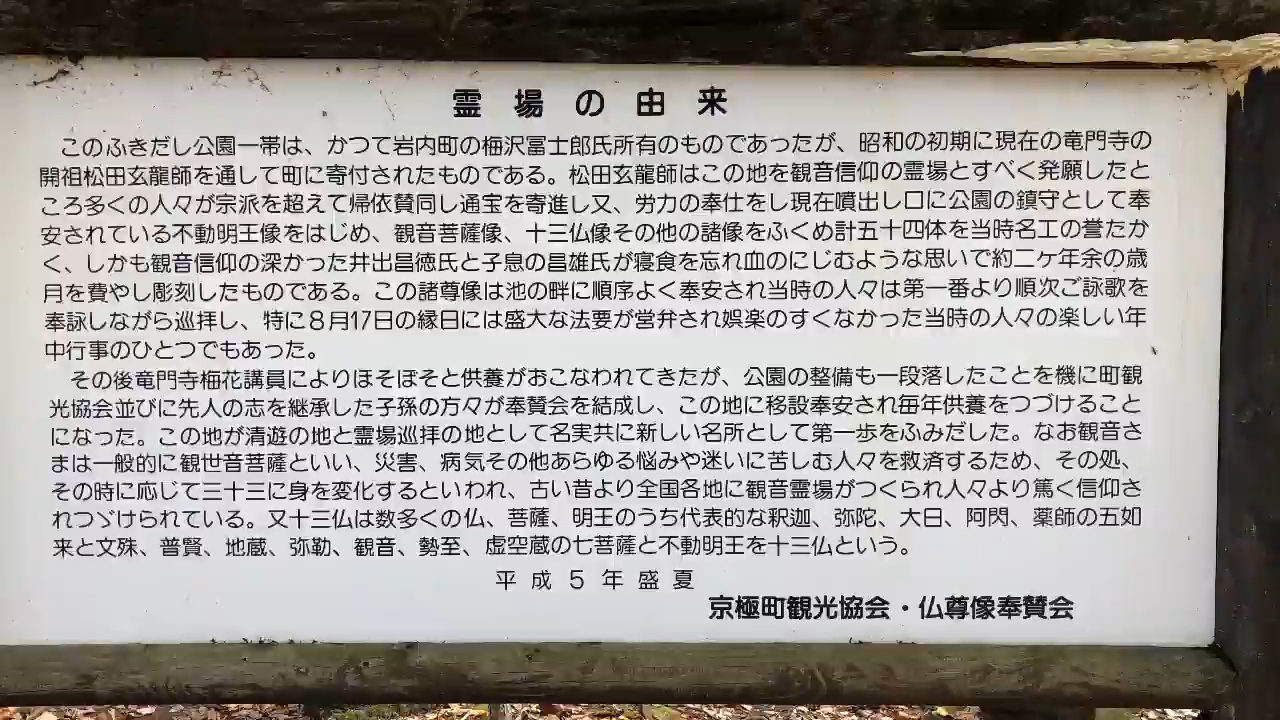 霊場の由来
このふきだし公園一帯は、かつて岩内町の梅沢冨士郎氏所有のものであったが、昭和の初期に現在の竜門寺の
開祖松田玄龍師を通して町に寄付されたものである。松田玄龍師はこの地を観音信仰の霊場とすべく発願したと
ころ多くの人々が宗派を超えて帰依賛同し通宝を寄進し又、労力の奉仕をし現在噴出し口に公園の鎮守として奉
安されている不動明王像をはじめ、観音菩薩像、十三仏像その他の諸像をふくめ計五十四体を当時名工の誉たか
く、しかも観音信仰の深かった井出昌徳氏と子息の昌雄氏が寝食を忘れ血のにじむような思いで約二ヶ年余の歳
月を費やし彫刻したものである。この諸尊像は池の畔に順序よく奉安され当時の人々は第一番より順次ご詠歌を
奉詠しながら巡拝し、特に8月17日の縁日には盛大な法要が営弁され娯楽のすくなかった当時の人々の楽しい年
中行事のひとつでもあった。
その後竜門寺梅花講員によりほそぼそと供養がおこなわれてきたが、公園の整備も一段落したことを機に町観
光協会並びに先人の志を継承した子孫の方々が奉賛会を結成し、この地に移設奉安され毎年供養をつづけること
になった。この地が清遊の地と霊場巡拝の地として名実共に新しい名所として第一歩をふみだした。なお観音さ
まは一般的に観世音菩薩といい、災害、病気その他あらゆる悩みや迷いに苦しむ人々を救済するため、その処、
その時に応じて三十三に身を変化するといわれ、古い昔より全国各地に観音霊場がつくられ人々より篤く信仰さ
れつゞけられている。又十三仏は数多くの仏、菩薩、明王のうち代表的な釈迦、弥陀、大日、阿閦、薬師の五如
来と文殊、普賢、地蔵、弥勒、観音、勢至、虚空蔵の七菩薩と不動明王を十三仏という。
平成5年盛夏
京極町観光協会・仏尊像奉賛会